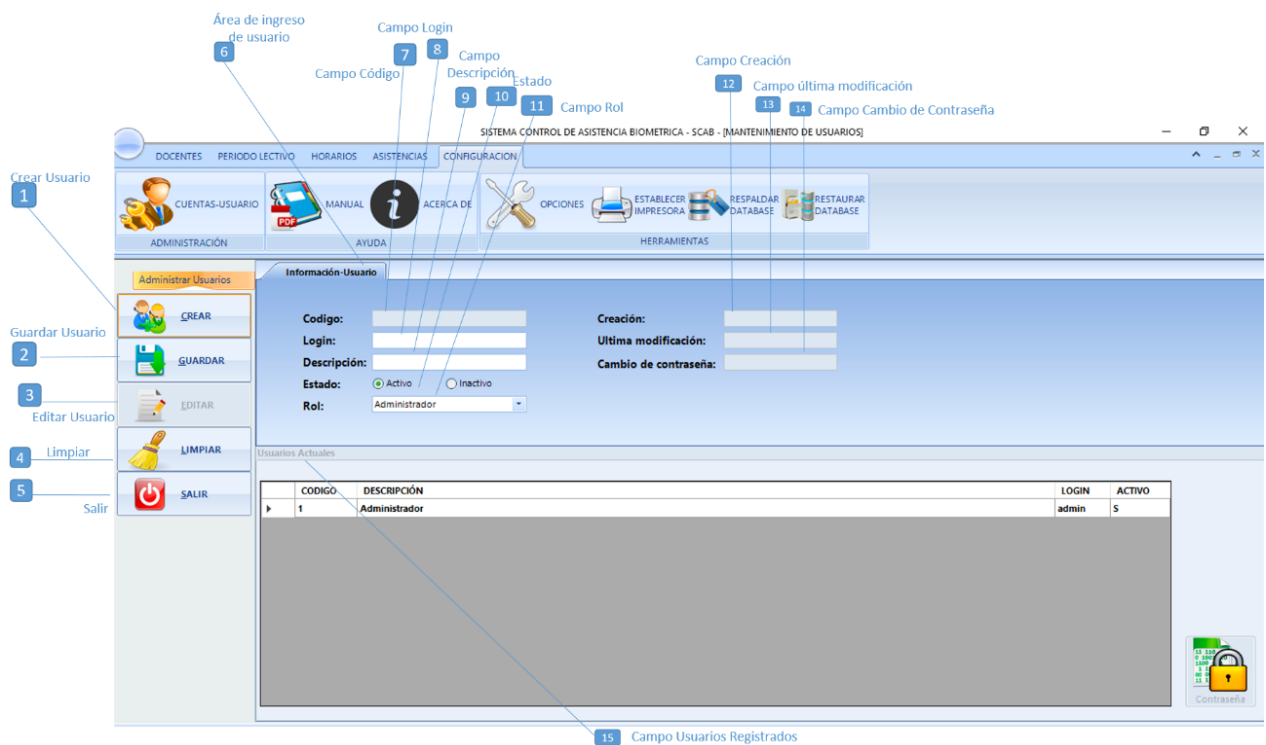 Área de ingreso
de usuario
6
Campo Login
7
8
Campo Código
Campo
Descripción
9
Estado
10
11
Campo Rol
Campo Creación
12
Campo última modificación
13
14
Campo Cambio de Contraseña
SISTEMA CONTROL DE ASISTENCIA BIOMETRICA - SCAB - [MANTENIMIENTO DE USUARIOS]
DOCENTES PERIODO LECTIVO HORARIOS ASISTENCIAS CONFIGURACION
Crear Usuario
1
CUENTAS-USUARIO
PDF
MANUAL
ACERCA DE
OPCIONES
ESTABLECER
IMPRESORA
RESPALDAR
DATABASE
RESTAURAR
DATABASE
ADMINISTRACIÓN
AYUDA
HERRAMIENTAS
Administrar Usuarios
Información-Usuario
CREAR
Codigo:
Creación:
Guardar Usuario
2
Login:
Ultima modificación:
GUARDAR
Descripción:
Cambio de contraseña:
3
Estado:
Activo
Inactivo
EDITAR
Editar Usuario
Rol:
Administrador
4
Limpiar
LIMPIAR
Usuarios Actuales
5
Salir
SALIR
CODIGO DESCRIPCIÓN LOGIN ACTIVO
1 Administrador admin S
Contraseña
15
Campo Usuarios Registrados